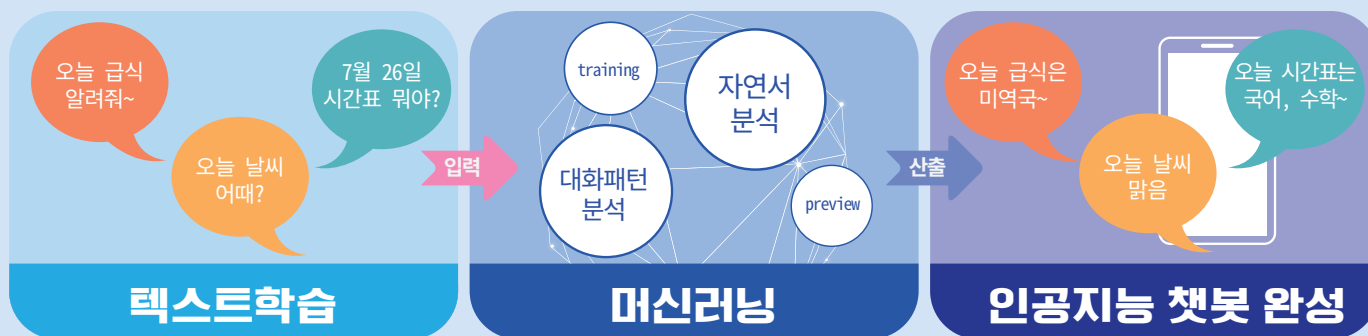 오늘 급식
알려줘~
7월 26일
시간표 뭐야?
오늘 날씨
어때?
텍스트학습
입력
training
자연서
분석
대화패턴
분석
preview
머신러닝
산출
오늘 급식은
미역국~
오늘 시간표는
국어, 수학~
오늘 날씨
맑음
인공지능 챗봇 완성